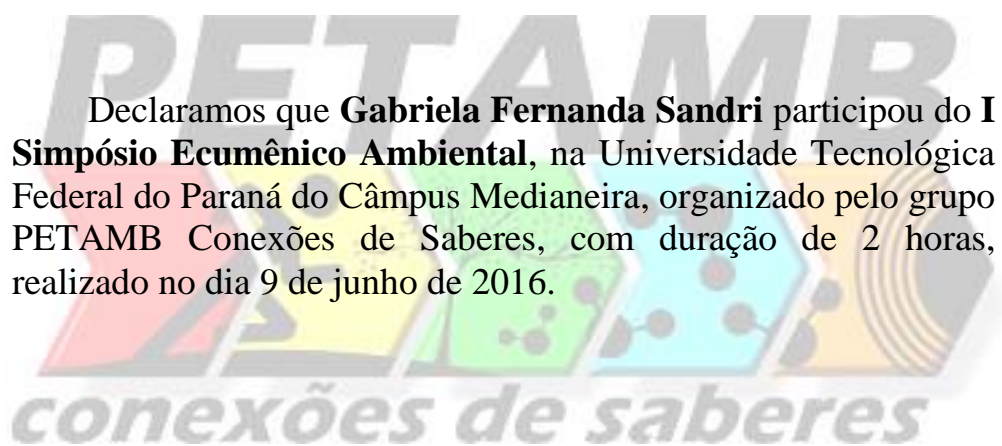 PETAMB
Declaramos que Gabriela Fernanda Sandri participou do I
Simpósio Ecumênico Ambiental, na Universidade Tecnológica
Federal do Paraná do Câmpus Medianeira, organizado pelo grupo
PETAMB Conexões de Saberes, com duração de 2 horas,
realizado no dia 9 de junho de 2016.
conexões de saberes